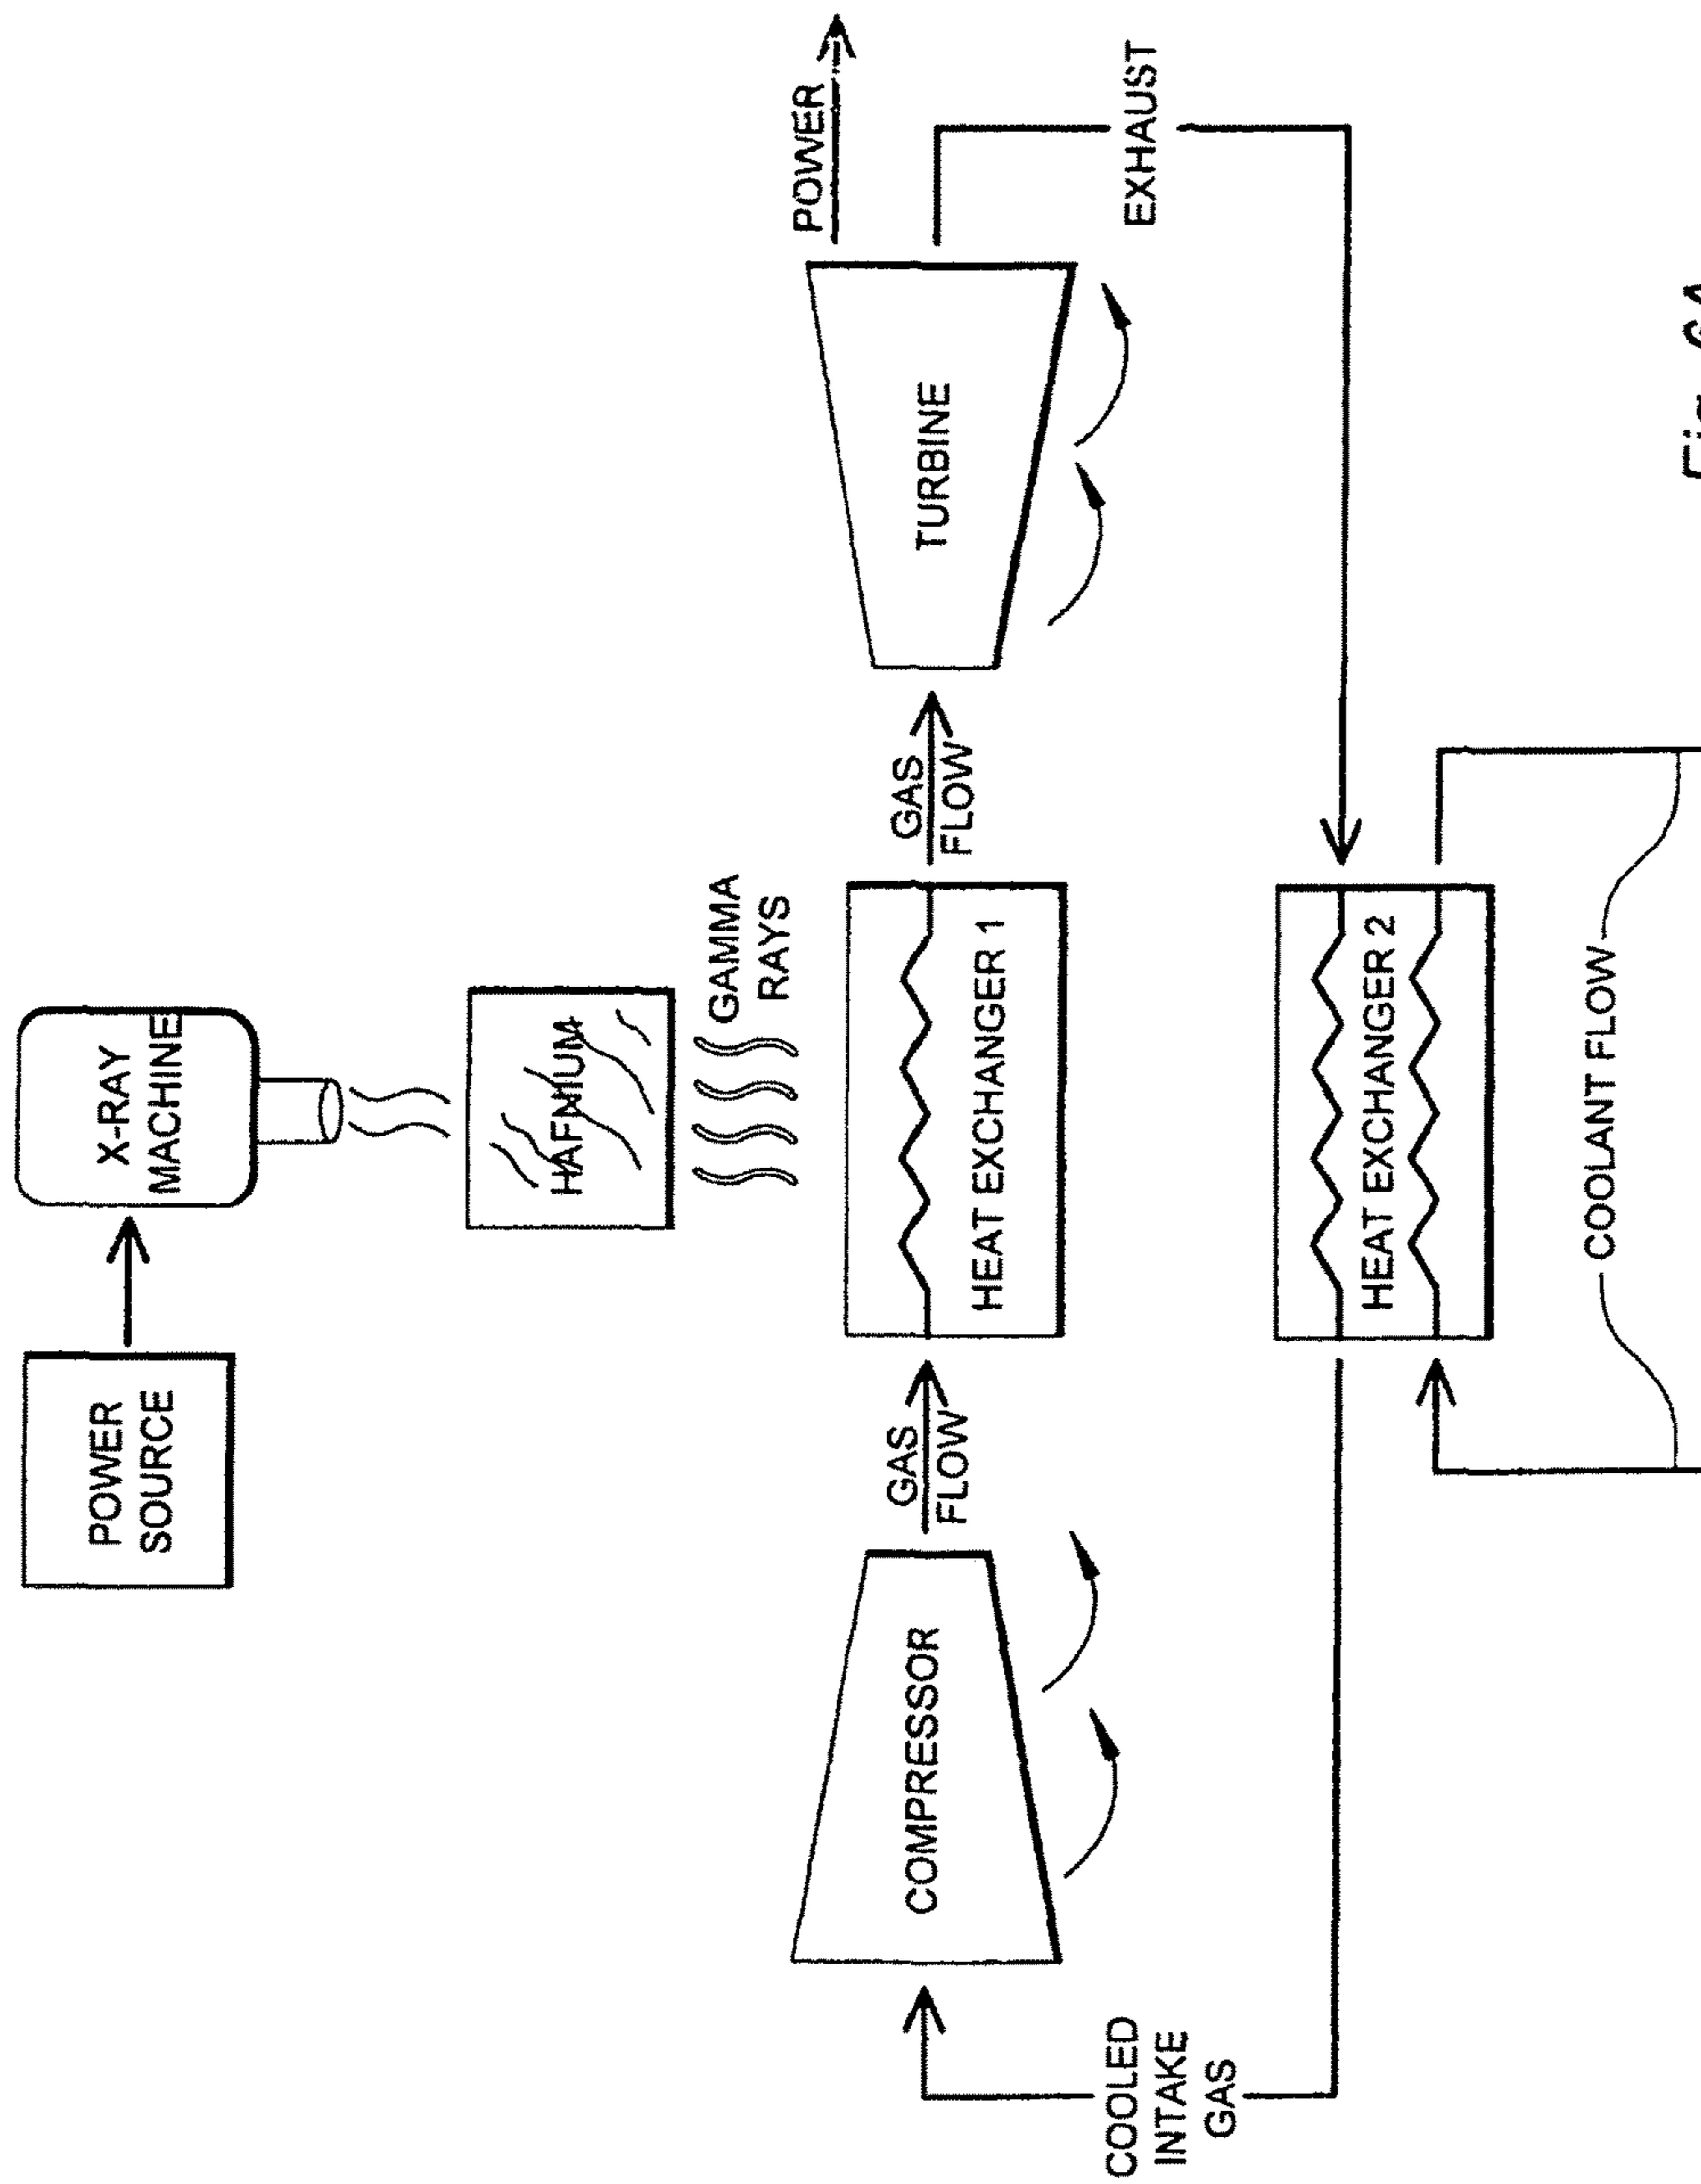 POWER
SOURCE
X-RAY
MACHINE
HAFNIUM
GAMMA
RAYS
COMPRESSOR
GAS
FLOW
HEAT EXCHANGER 1
GAS
FLOW
TURBINE
POWER
EXHAUST
COOLED
INTAKE
GAS
HEAT EXCHANGER 2
COOLANT FLOW